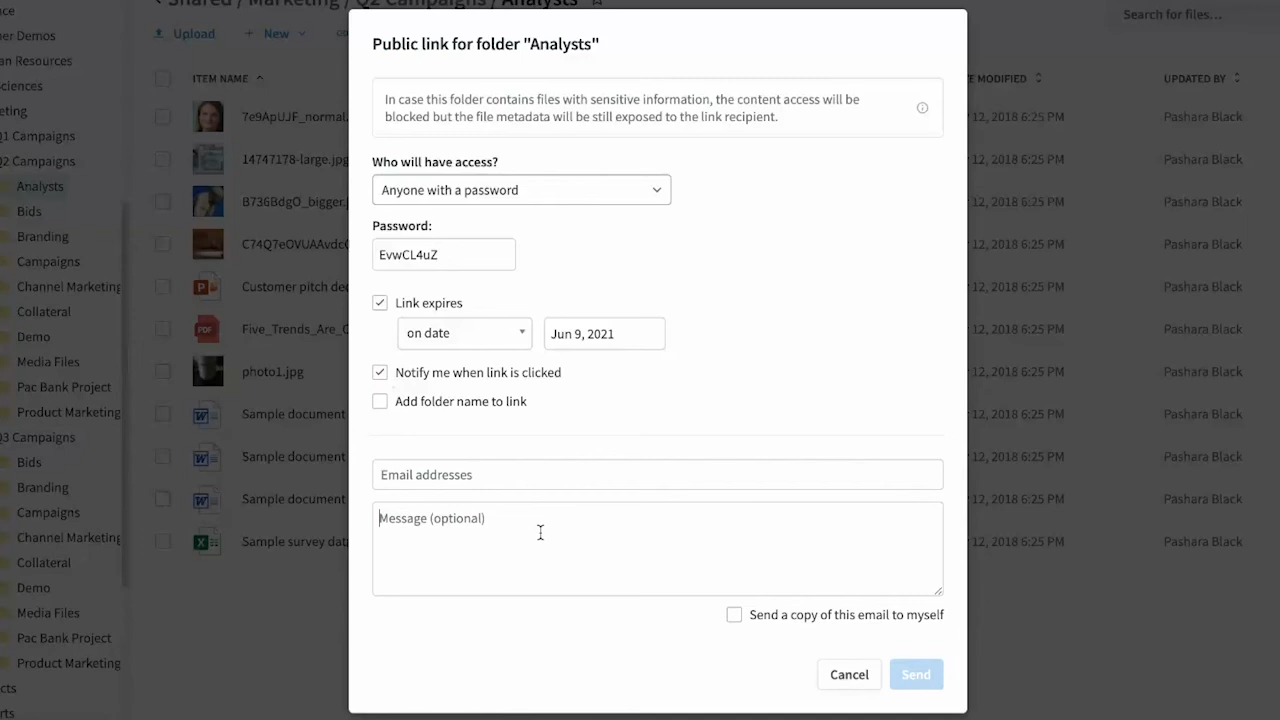 Shared / Marketing / Q2 Campaigns / Analysts
Search for files...
Upload
New
ITEM NAME
MODIFIED
UPDATED BY
Demos
Resources
Q1 Campaigns
Q2 Campaigns
Analysts
Bids
Branding
Campaigns
Channel Marketing
Collateral
Demo
Media Files
Pac Bank Project
Product Marketing
Q3 Campaigns
Bids
Branding
Campaigns
Channel Marketing
Collateral
Demo
Media Files
Pac Bank Project
Product Marketing
7e9ApUJF_normal.
12, 2018 6:25 PM
Pashara Black
14747178-large.jpg
12, 2018 6:25 PM
Pashara Black
B736BdgO_bigger.j
12, 2018 6:25 PM
Pashara Black
12, 2018 6:25 PM
Pashara Black
Customer pitch
12, 2018 6:25 PM
Pashara Black
PDF
Five_Trends_Are_
12, 2018 6:25 PM
Pashara Black
photo1.jpg
12, 2018 6:25 PM
Pashara Black
Sample document
12, 2018 6:25 PM
Pashara Black
Sample document
12, 2018 6:25 PM
Pashara Black
Sample document
12, 2018 6:25 PM
Pashara Black
Sample survey
12, 2018 6:25 PM
Pashara Black
Public link for folder "Analysts"
In case this folder contains files with sensitive information, the content access will be
blocked but the file metadata will be still exposed to the link recipient.
Who will have access?
Anyone with a password
Password:
EvwCL4uZ
Link expires
on date
Jun 9, 2021
Notify me when link is clicked
Add folder name to link
Email addresses
Message (optional)
Send a copy of this email to myself
Cancel
Send